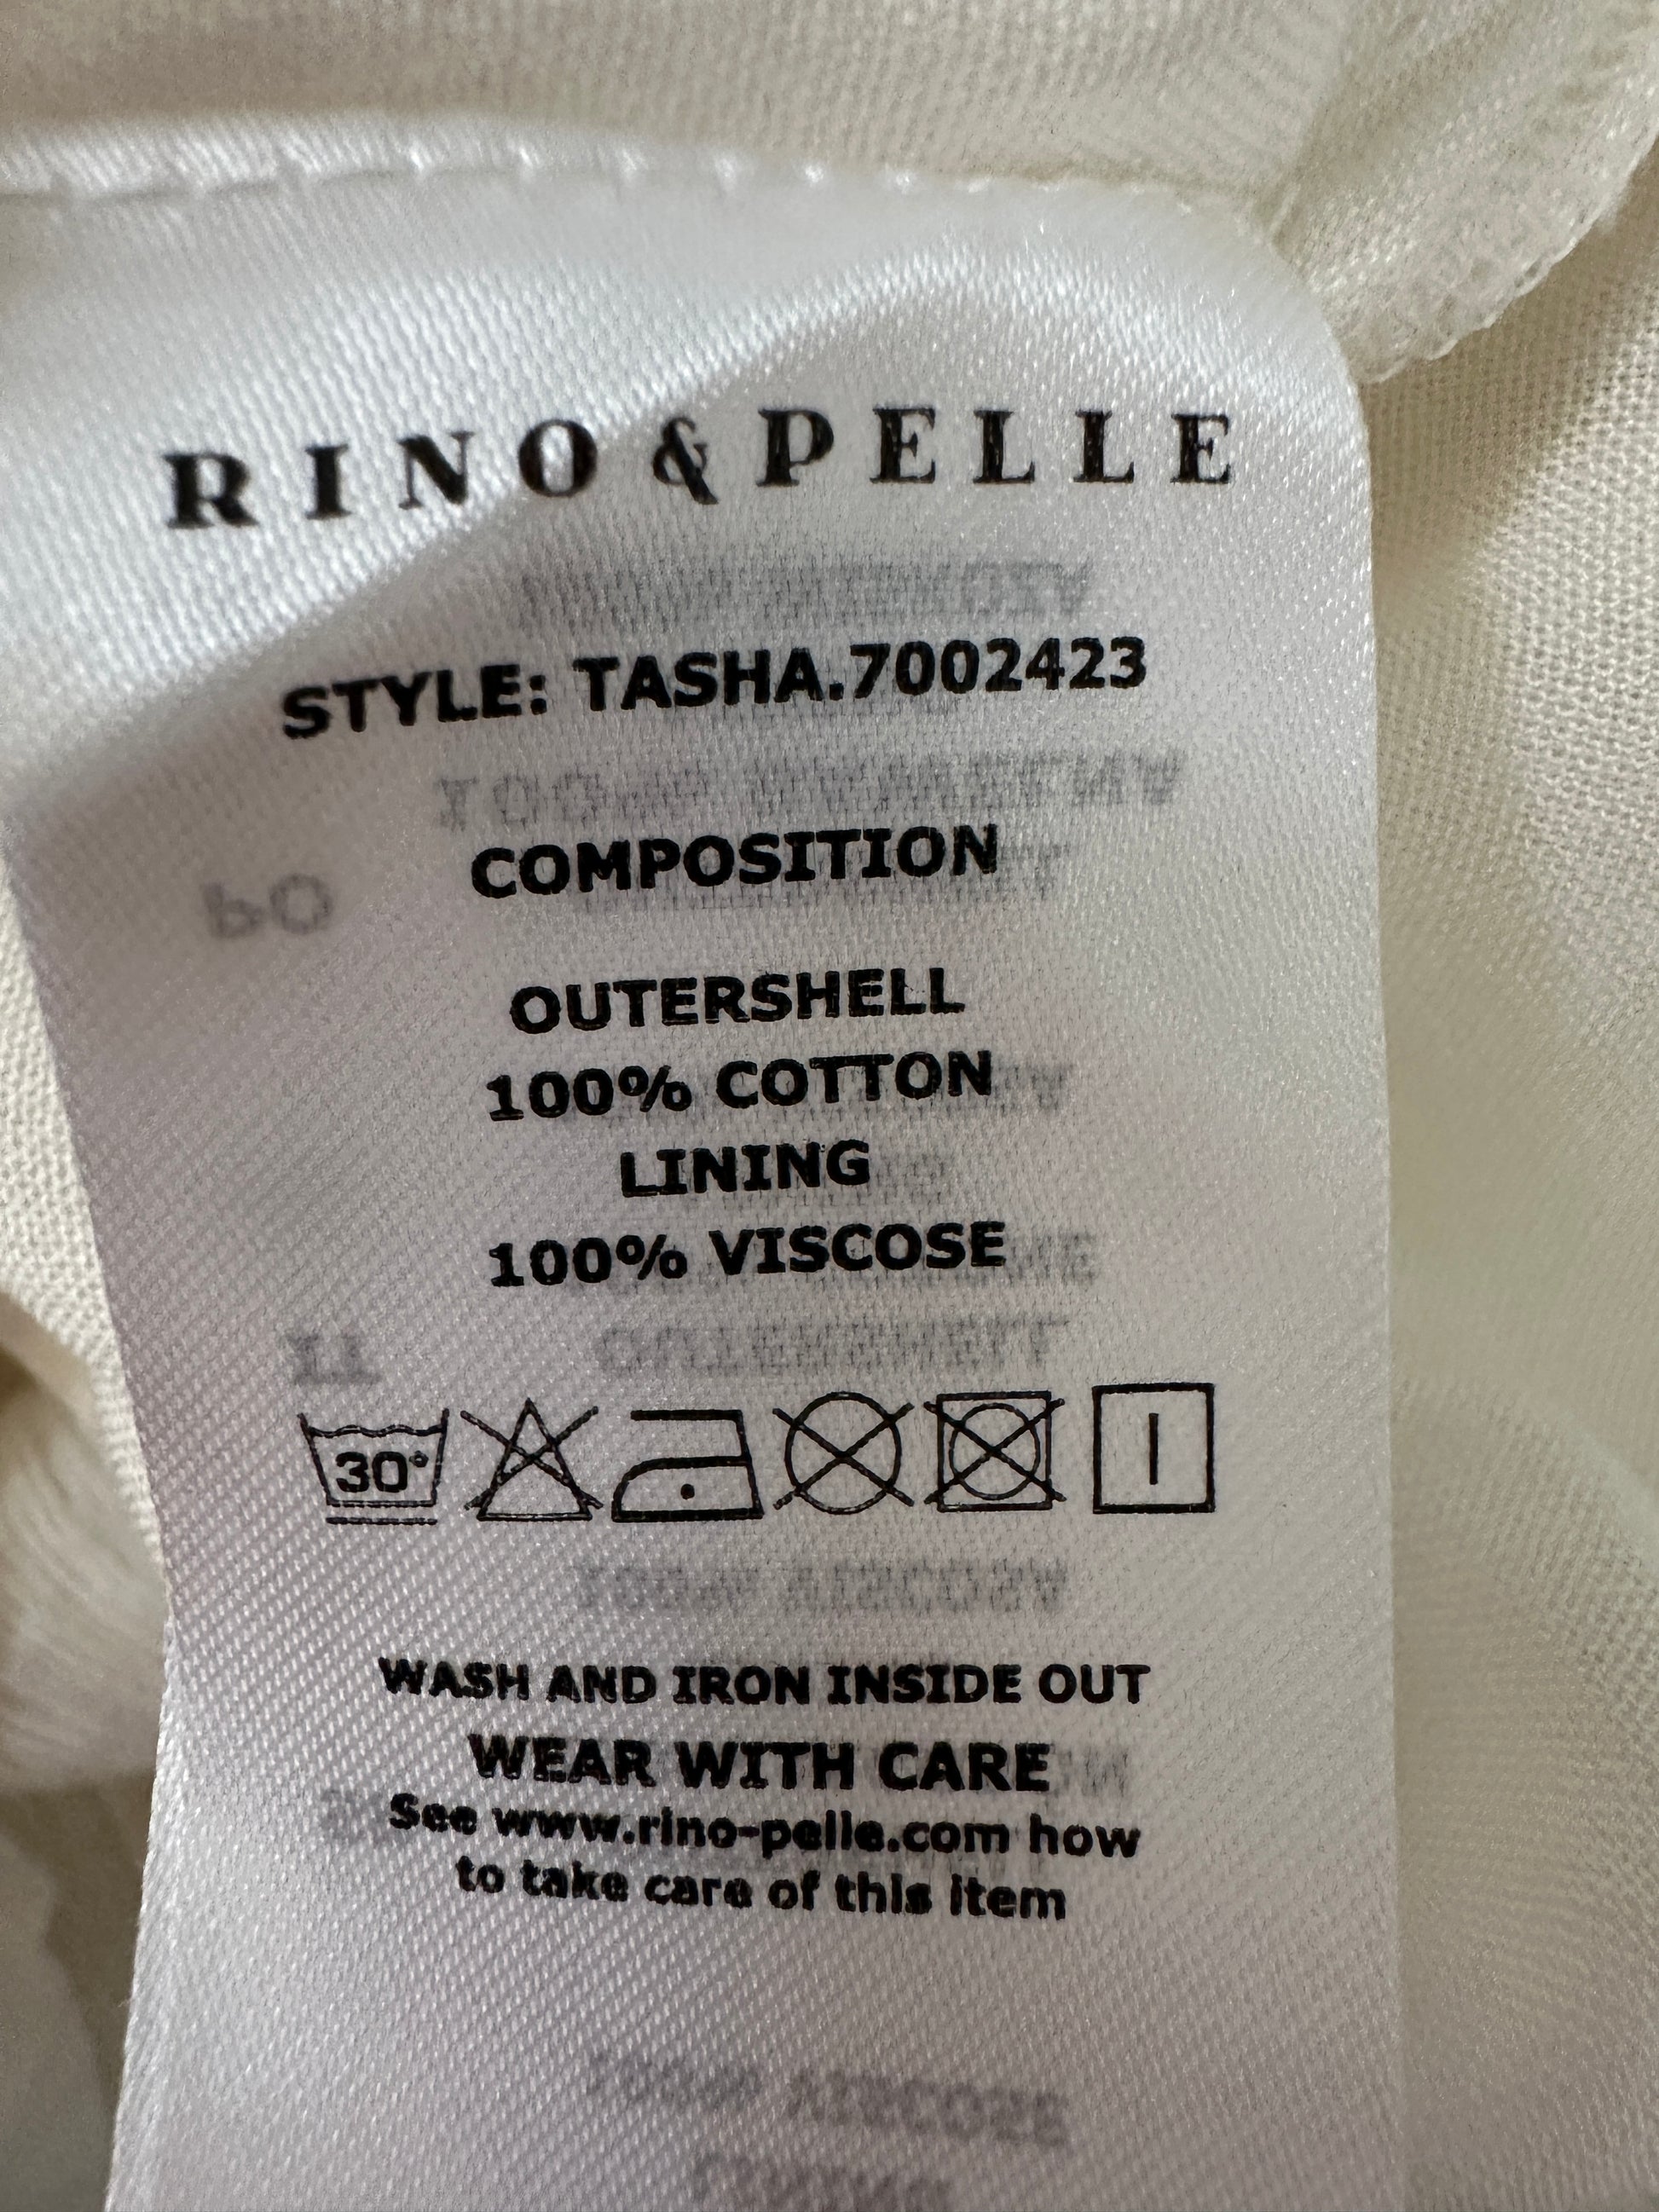 RINO & PELLE
STYLE: TASHA.7002423
COMPOSITION
OUTERSHELL
100% COTTON
LINING
100% VISCOSE
30°
WASH AND IRON INSIDE OUT
WEAR WITH CARE
See www.rino-pelle.com how
to take care of this item